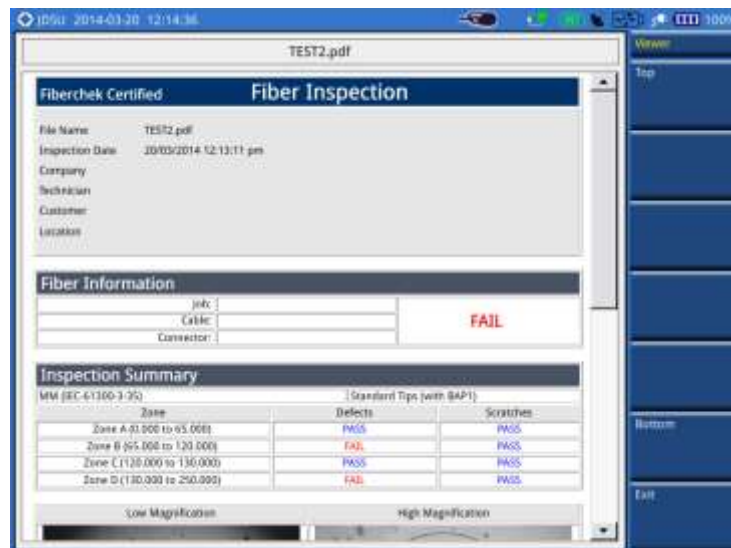 JDSU 2014-03-20 12:14:36
100%
TEST2.pdf
Viewer
Top
Fiberchek Certified Fiber Inspection
File Name TEST2.pdf
Inspection Date 20/03/2014 12:13:11 pm
Company
Technician
Customer
Location
Fiber Information
Job:
Cable:
Connector:
FAIL
Inspection Summary
MM (IEC-61300-3-35) Standard Tips (with BAP1)
Zone Defects Scratches
Zone A (0.000 to 65.000) PASS PASS
Zone B (65.000 to 120.000) FAIL PASS
Zone C (120.000 to 130.000) PASS PASS
Zone D (130.000 to 250.000) FAIL PASS
Low Magnification High Magnification
Bottom
Exit